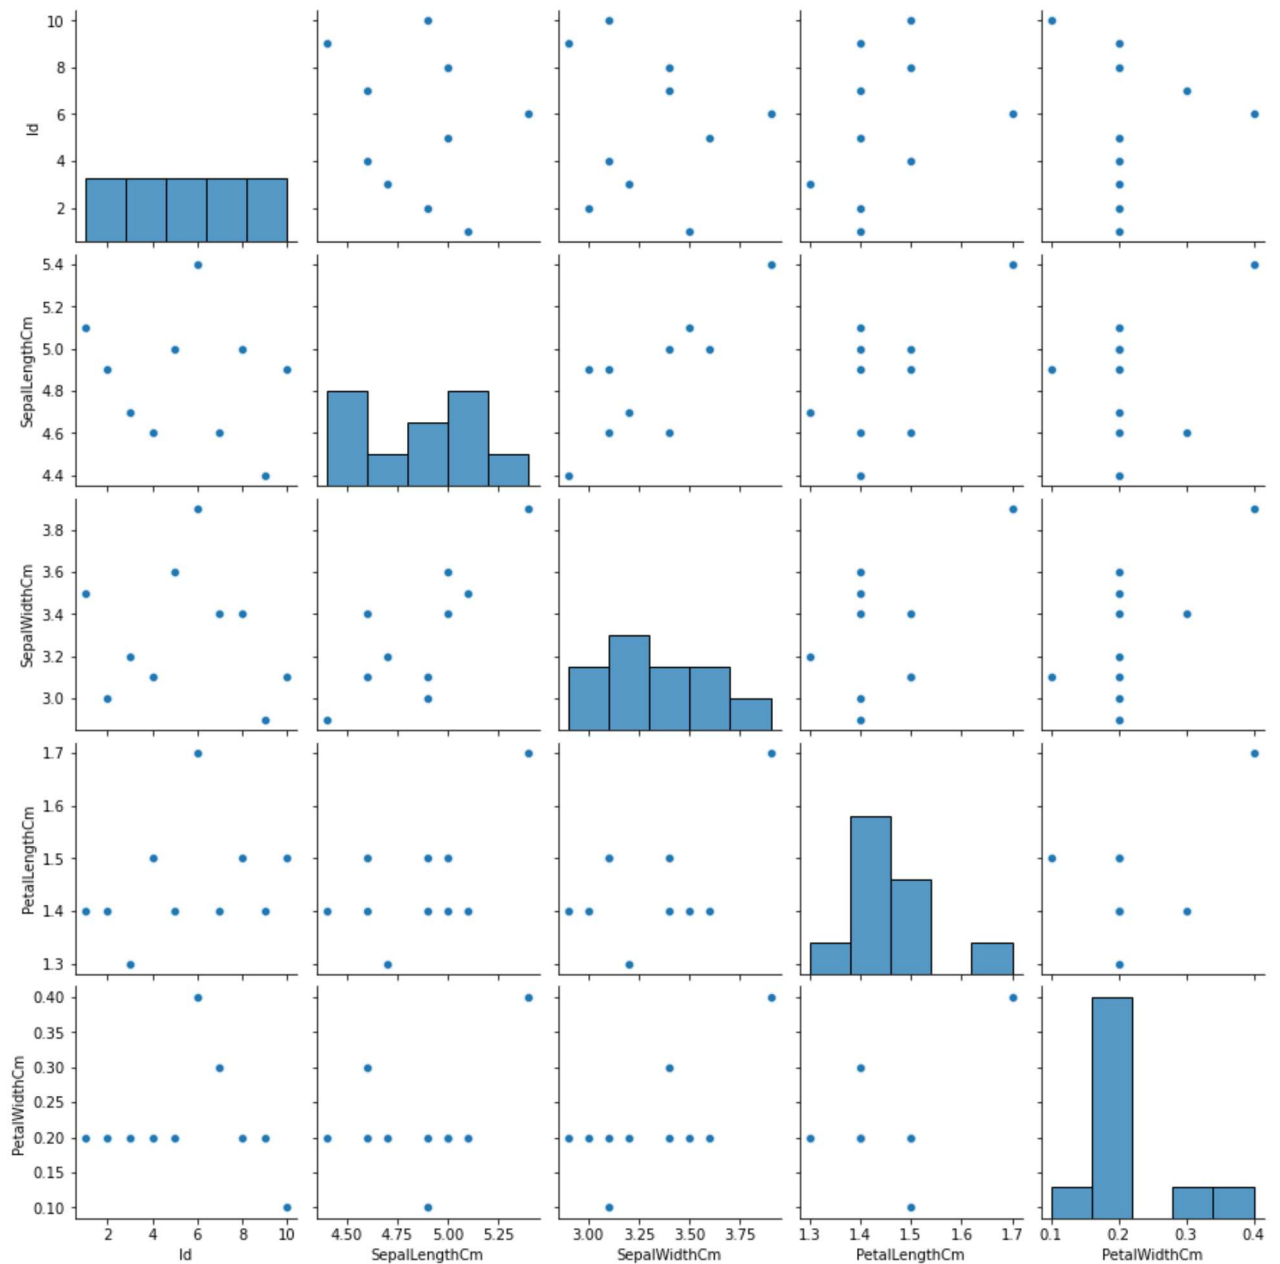 10
8
6
4
2
Id
5.4
5.2
5.0
4.8
4.6
4.4
SepalLengthCm
3.8
3.6
3.4
3.2
3.0
SepalWidthCm
1.7
1.6
1.5
1.4
1.3
PetalLengthCm
0.40
0.35
0.30
0.25
0.20
0.15
0.10
PetalWidthCm
2 4 6 8 10
Id
4.50 4.75 5.00 5.25
SepalLengthCm
3.00 3.25 3.50 3.75
SepalWidthCm
1.3 1.4 1.5 1.6 1.7
PetalLengthCm
0.1 0.2 0.3 0.4
PetalWidthCm